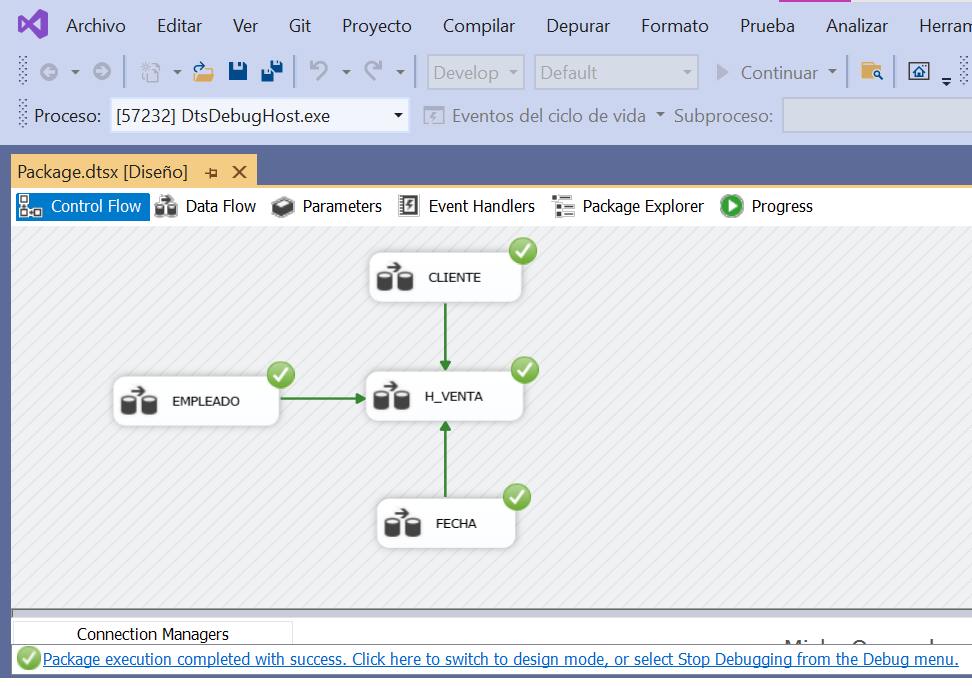 Archivo Editar Ver Git Proyecto Compilar Depurar Formato Prueba Analizar
Develop Default Continuar
Proceso: [57232] DtsDebugHost.exe Eventos del ciclo de vida Subproceso:
Package.dtsx [Diseño]
Control Flow Data Flow Parameters Event Handlers Package Explorer Progress
CLIENTE
EMPLEADO
H_VENTA
FECHA
Connection Managers
Package execution completed with success. Click here to switch to design mode, or select Stop Debugging from the Debug menu.